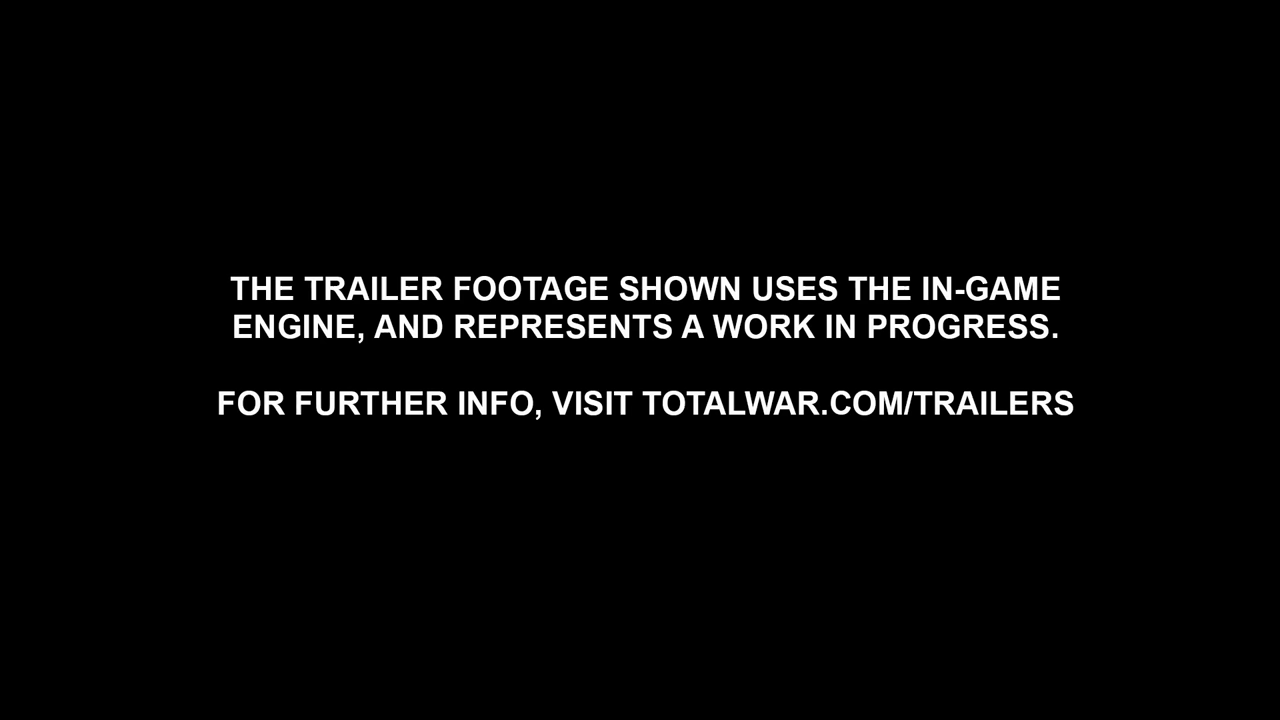 THE TRAILER FOOTAGE SHOWN USES THE IN-GAME
ENGINE, AND REPRESENTS A WORK IN PROGRESS.
FOR FURTHER INFO, VISIT TOTALWAR.COM/TRAILERS